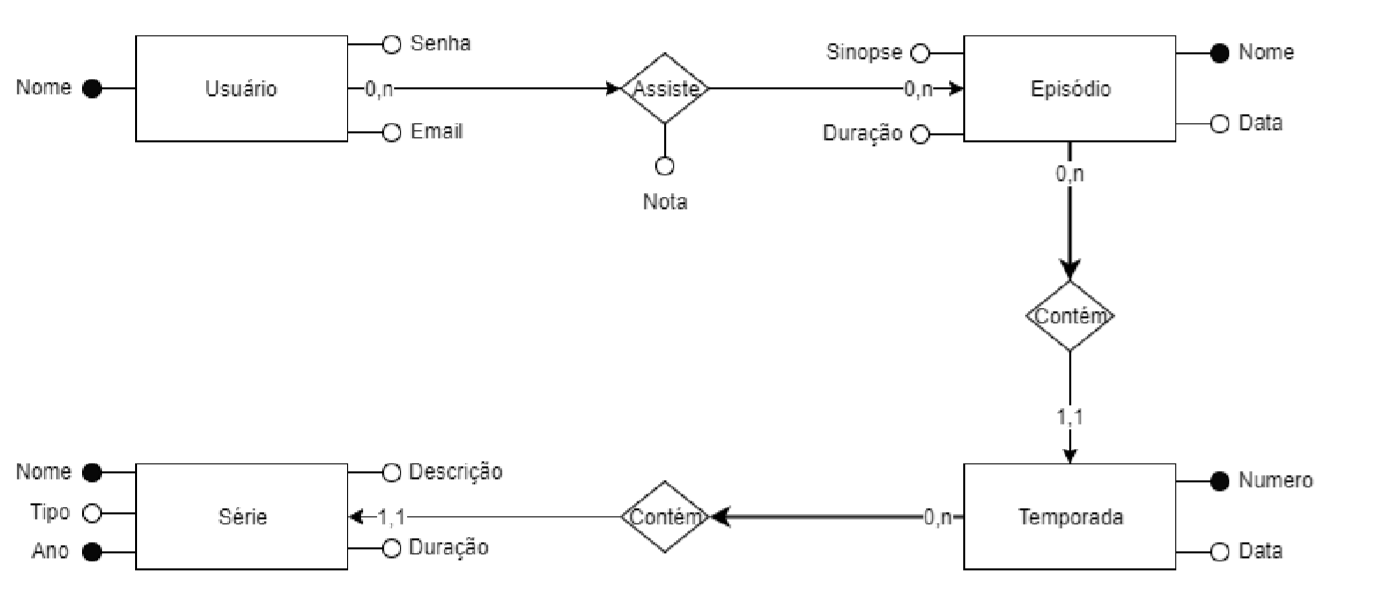 Senha
Sinopse
Nome
Nome
Usuário
0,n
Assiste
0,n
Episódio
Email
Duração
Data
0,n
Nota
Contém
1,1
Nome
Descrição
Numero
Tipo
Série
1,1
Contém
0,n
Temporada
Ano
Duração
Data